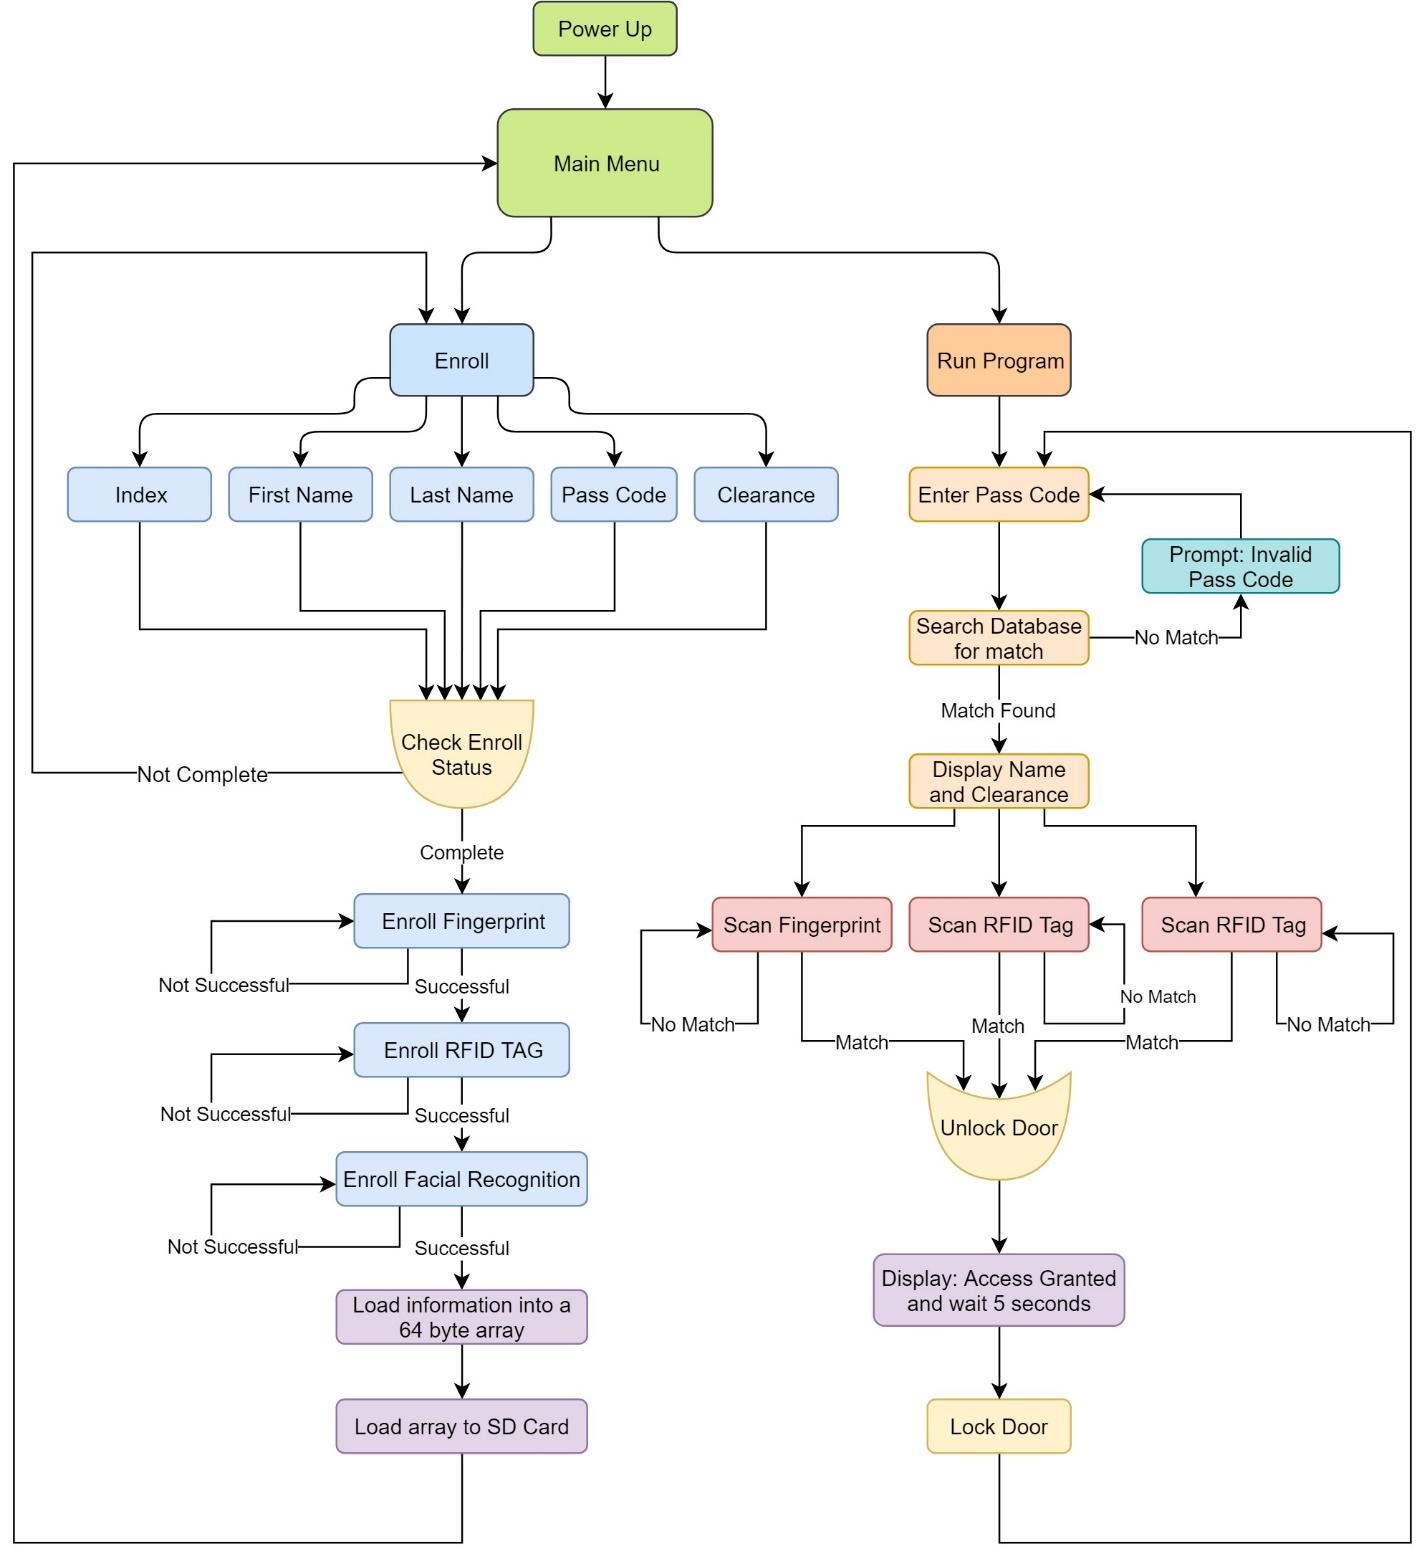 Power Up
Main Menu
Enroll
Run Program
Index
First Name
Last Name
Pass Code
Clearance
Enter Pass Code
Prompt: Invalid
Pass Code
Search Database
for match
No Match
Match Found
Check Enroll
Status
Not Complete
Display Name
and Clearance
Complete
Enroll Fingerprint
Scan Fingerprint
Scan RFID Tag
Scan RFID Tag
Not Successful
Successful
No Match
No Match
No Match
Match
Match
Match
Enroll RFID TAG
Not Successful
Successful
Unlock Door
Enroll Facial Recognition
Not Successful
Successful
Display: Access Granted
and wait 5 seconds
Load information into a
64 byte array
Load array to SD Card
Lock Door